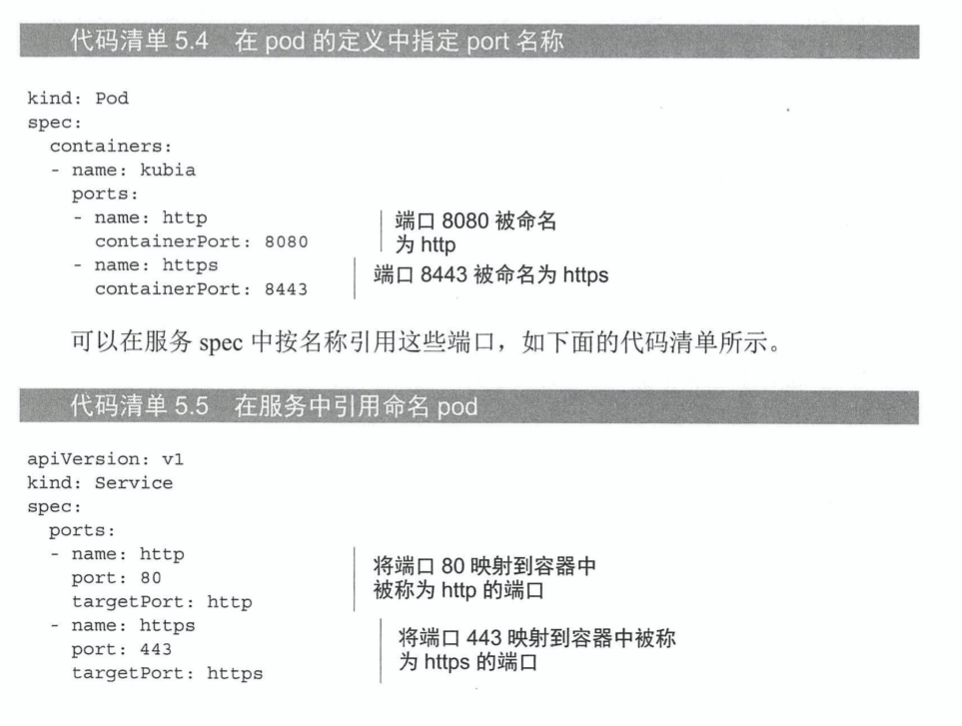 代码清单 5.4 在 pod 的定义中指定 port 名称
kind: Pod
spec:
  containers:
  - name: kubia
    ports:
    - name: http
      containerPort: 8080
    - name: https
      containerPort: 8443
端口 8080 被命名
为 http
端口 8443 被命名为 https
可以在服务 spec 中按名称引用这些端口，如下面的代码清单所示。
代码清单 5.5 在服务中引用命名 pod
apiVersion: v1
kind: Service
spec:
  ports:
  - name: http
    port: 80
    targetPort: http
  - name: https
    port: 443
    targetPort: https
将端口 80 映射到容器中
被称为 http 的端口
将端口 443 映射到容器中被称
为 https 的端口